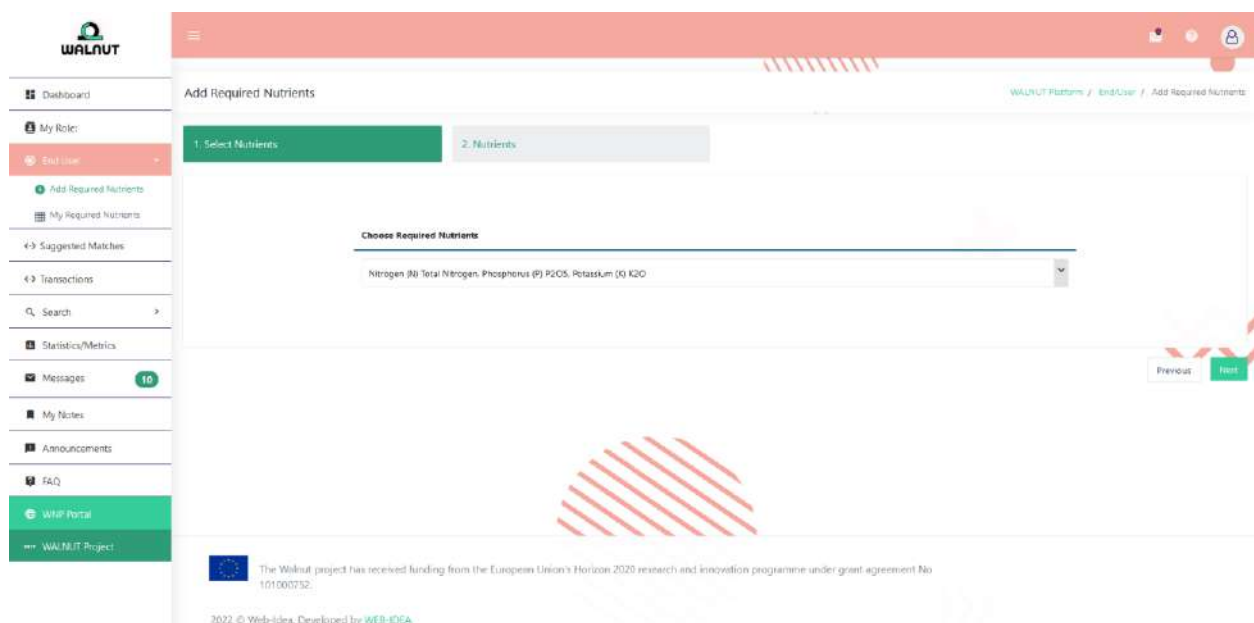 WALNUT
Dashboard
My Role:
End User
Add Required Nutrients
My Required Nutrients
Suggested Matches
Transactions
Search
Statistics/Metrics
Messages 10
My Notes
Announcements
FAQ
WNP Portal
WALNUT Project
Add Required Nutrients
WALNUT Platform / End/User / Add Required Nutrients
1. Select Nutrients
2. Nutrients
Choose Required Nutrients
Nitrogen (N) Total Nitrogen, Phosphorus (P) P2O5, Potassium (K) K2O
Previous Next
The Walnut project has received funding from the European Union's Horizon 2020 research and innovation programme under grant agreement No
101000752.
2022 © Web-Idea. Developed by WEB-IDEA